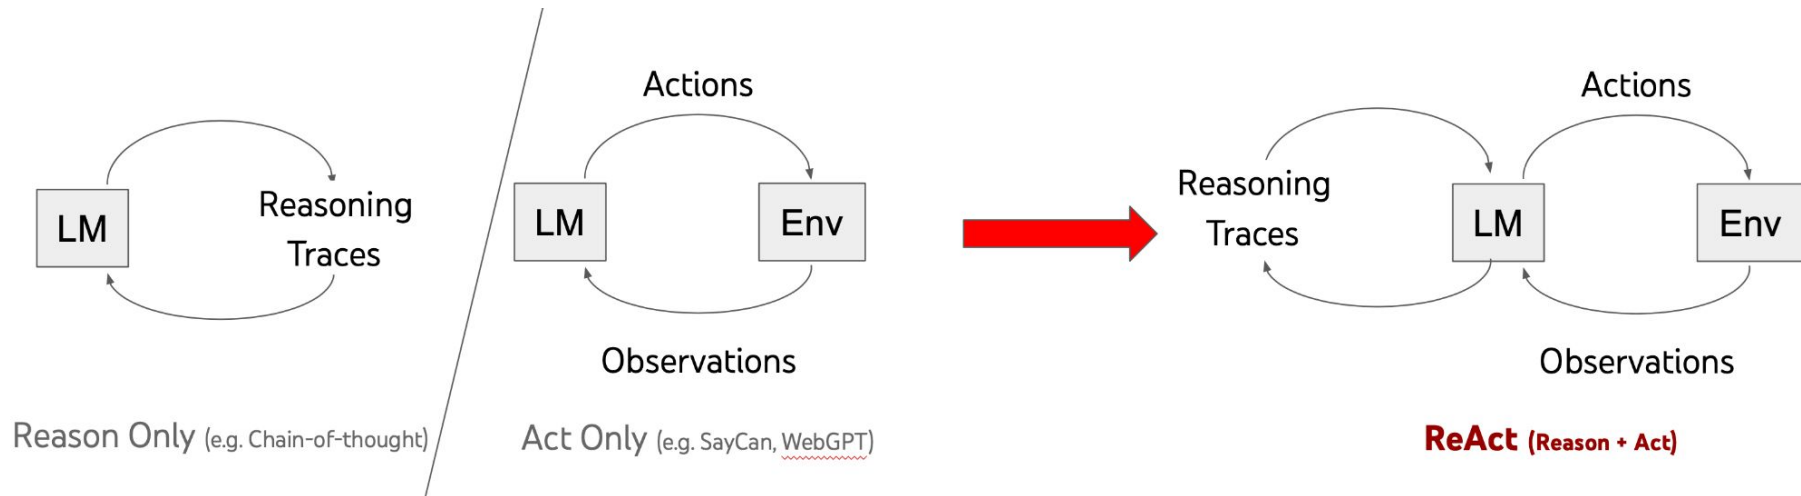 LM
Reasoning
Traces
Reason Only (e.g. Chain-of-thought)
Actions
LM
Env
Observations
Act Only (e.g. SayCan, WebGPT)
Reasoning
Traces
Actions
LM
Env
Observations
ReAct (Reason + Act)